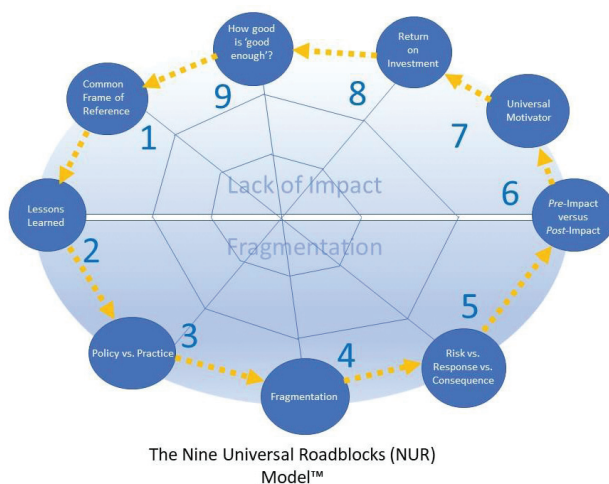 How good
is ‘good
enough’?
Return
on
Investment
Common
Frame of
Reference
9
8
Universal
Motivator
1
7
Lack of Impact
6
Lessons
Learned
Pre-Impact
versus
Post-Impact
Fragmentation
2
5
3
4
Policy vs. Practice
Risk vs.
Response vs.
Consequence
Fragmentation
The Nine Universal Roadblocks (NUR)
Model™